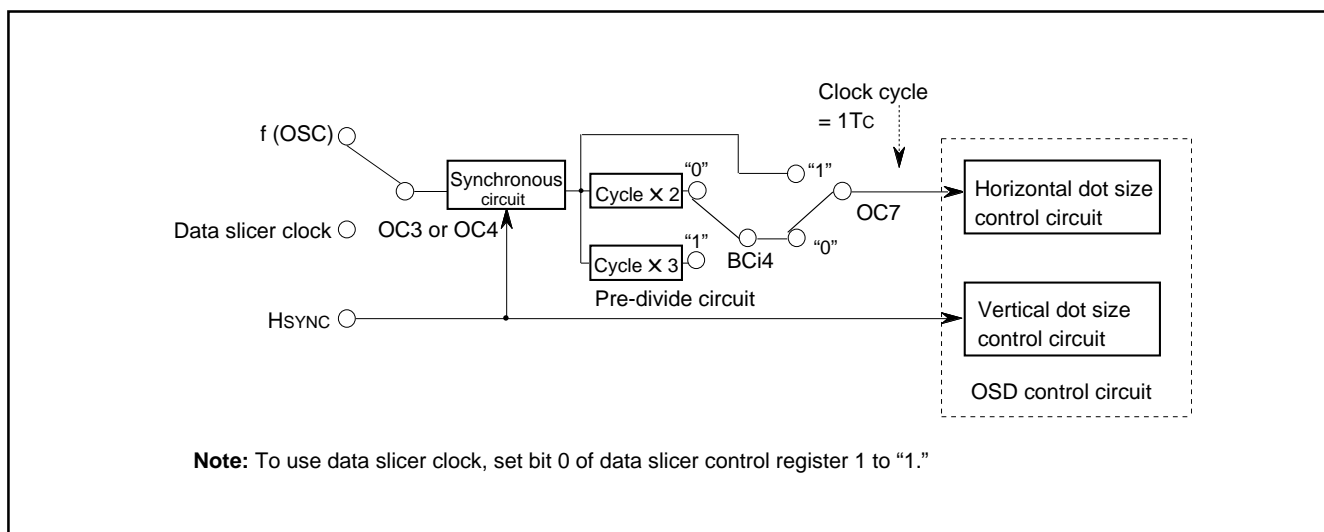 Clock cycle
= 1TC
f (OSC)
Synchronous
circuit
"0"
"1"
Cycle × 2
Horizontal dot size
control circuit
OC7
Data slicer clock
OC3 or OC4
"1"
BCi4
"0"
Cycle × 3
Pre-divide circuit
HSYNC
Vertical dot size
control circuit
OSD control circuit
Note: To use data slicer clock, set bit 0 of data slicer control register 1 to "1."